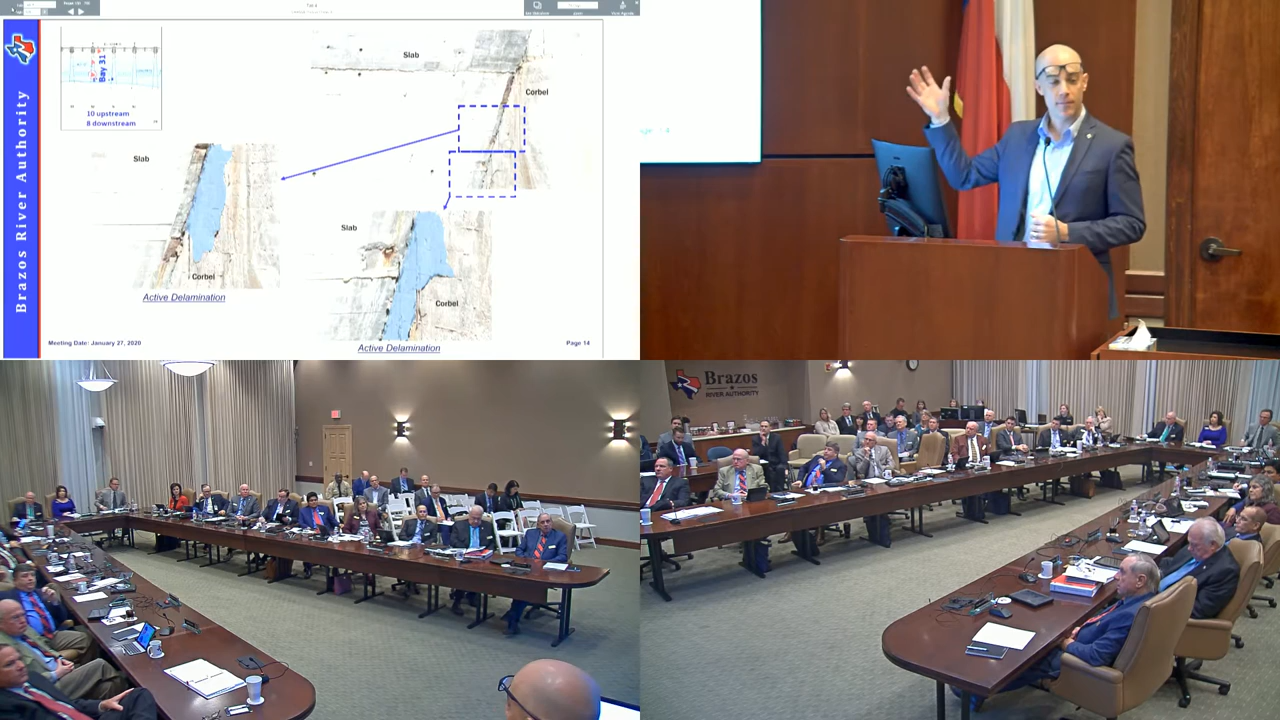 Brazos River Authority
Bay 31
10 upstream
8 downstream
Slab
Corbel
Slab
Corbel
Active Delamination
Slab
Corbel
Active Delamination
Meeting Date: January 27, 2020
Page 14
Brazos
RIVER AUTHORITY